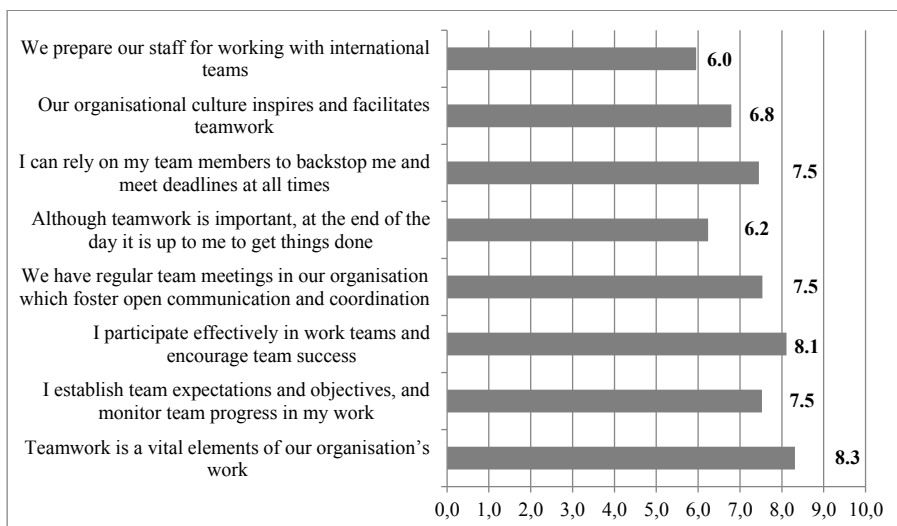 We prepare our staff for working with international
teams
6.0
Our organisational culture inspires and facilitates
teamwork
6.8
I can rely on my team members to backstop me and
meet deadlines at all times
7.5
Although teamwork is important, at the end of the
day it is up to me to get things done
6.2
We have regular team meetings in our organisation
which foster open communication and coordination
7.5
I participate effectively in work teams and
encourage team success
8.1
I establish team expectations and objectives, and
monitor team progress in my work
7.5
Teamwork is a vital elements of our organisation’s
work
8.3
0,0 1,0 2,0 3,0 4,0 5,0 6,0 7,0 8,0 9,0 10,0